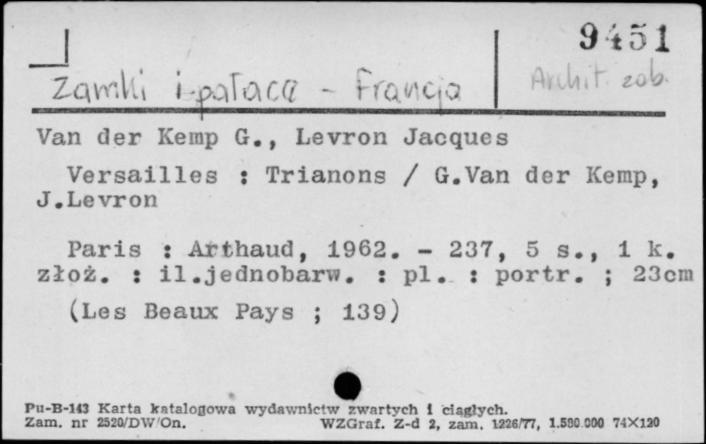 9451
Zamki i pałace - Francja
Archit. zob.
Van der Kemp G., Levron Jacques
Versailles : Trianons / G.Van der Kemp,
J.Levron
Paris : Arthaud, 1962. - 237, 5 s., 1 k.
złoż. : il.jednobarw. : pl. : portr. ; 23cm
(Les Beaux Pays ; 139)
Pu-B-143 Karta katalogowa wydawnictw zwartych i ciągłych.
Zam. nr 2520/DW/On. WZGraf. Z-d 2, zam. 1226/77, 1.500.000 74X120